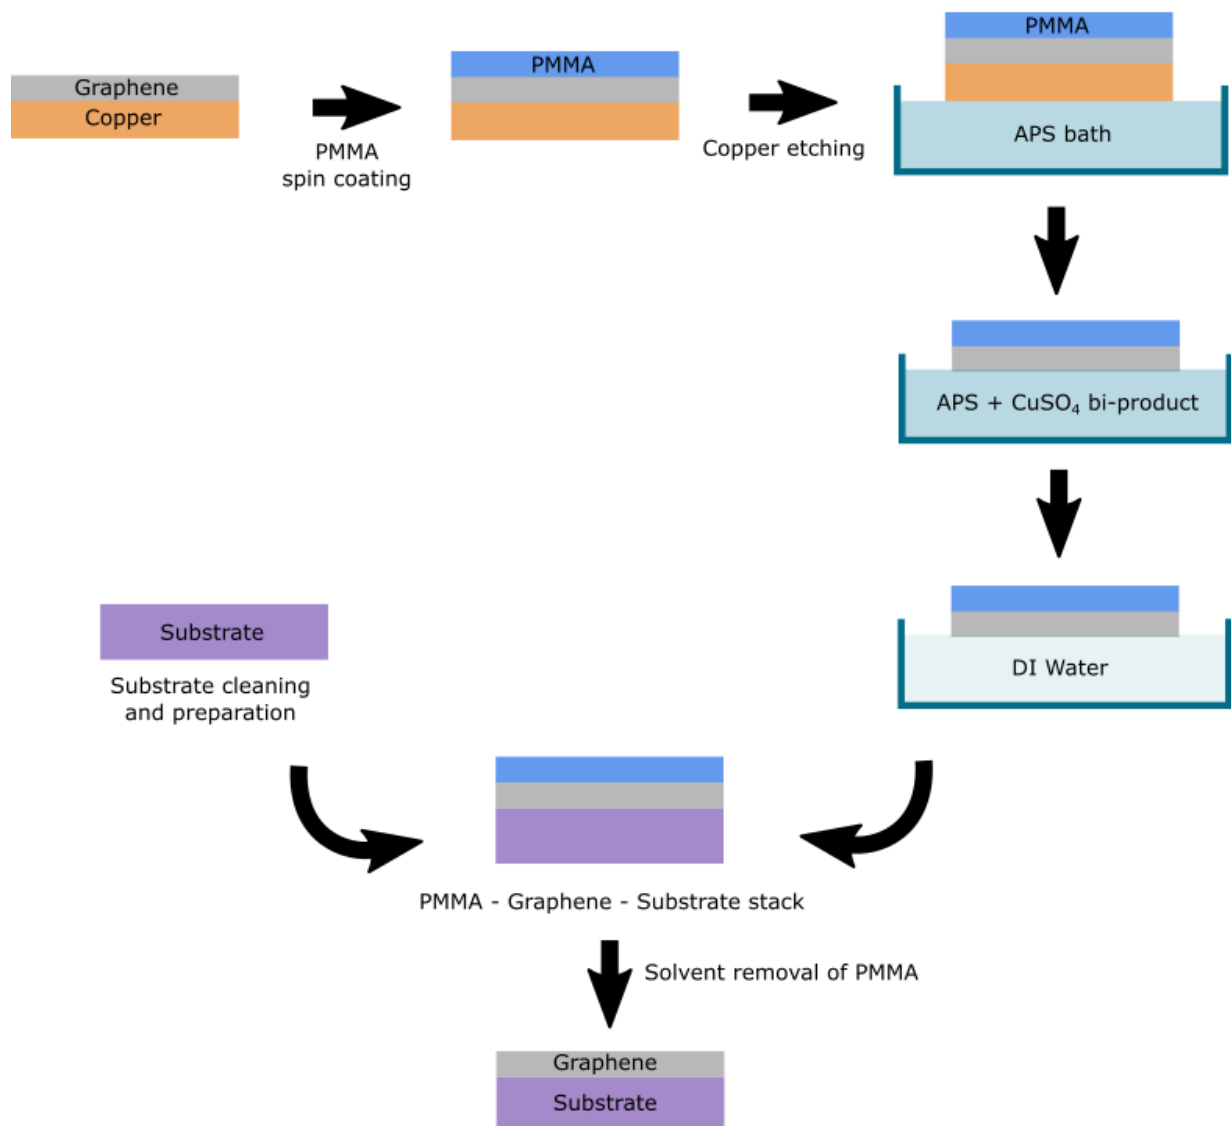 Graphene
Copper
PMMA
spin coating
PMMA
Copper etching
PMMA
APS bath
APS + CuSO₄ bi-product
DI Water
Substrate
Substrate cleaning
and preparation
PMMA - Graphene - Substrate stack
Solvent removal of PMMA
Graphene
Substrate